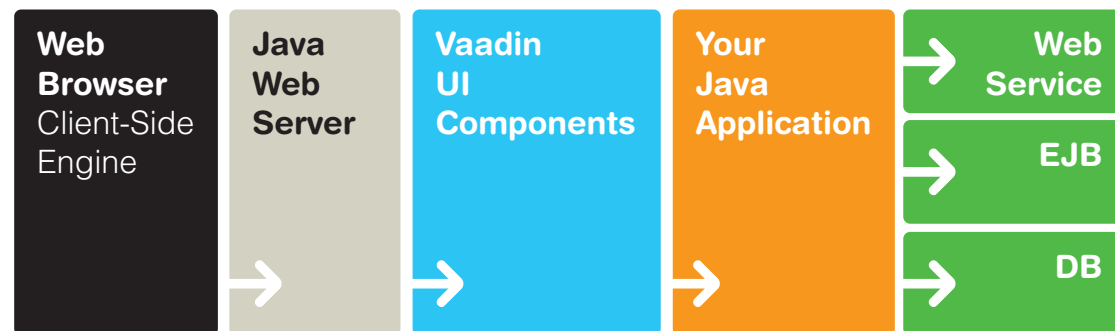 Web
Browser
Client-Side
Engine
Java
Web
Server
Vaadin
UI
Components
Your
Java
Application
Web
Service
EJB
DB